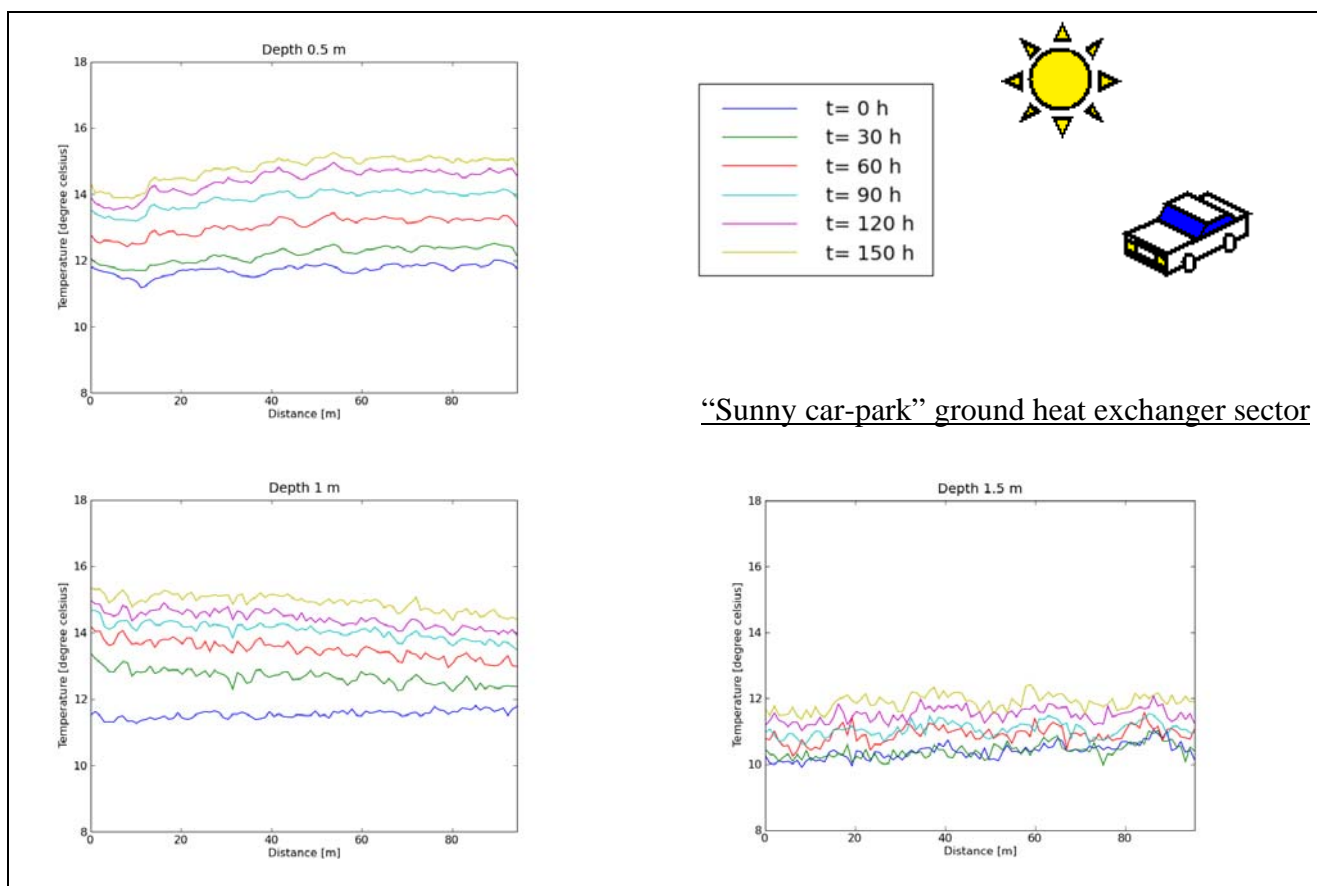 Depth 0.5 m
18
16
14
12
10
8
0
20
40
60
80
Temperature [degree celsius]
Distance [m]
t= 0 h
t= 30 h
t= 60 h
t= 90 h
t= 120 h
t= 150 h
“Sunny car-park” ground heat exchanger sector
Depth 1 m
18
16
14
12
10
8
0
20
40
60
80
Temperature [degree celsius]
Distance [m]
Depth 1.5 m
18
16
14
12
10
8
0
20
40
60
80
Temperature [degree celsius]
Distance [m]